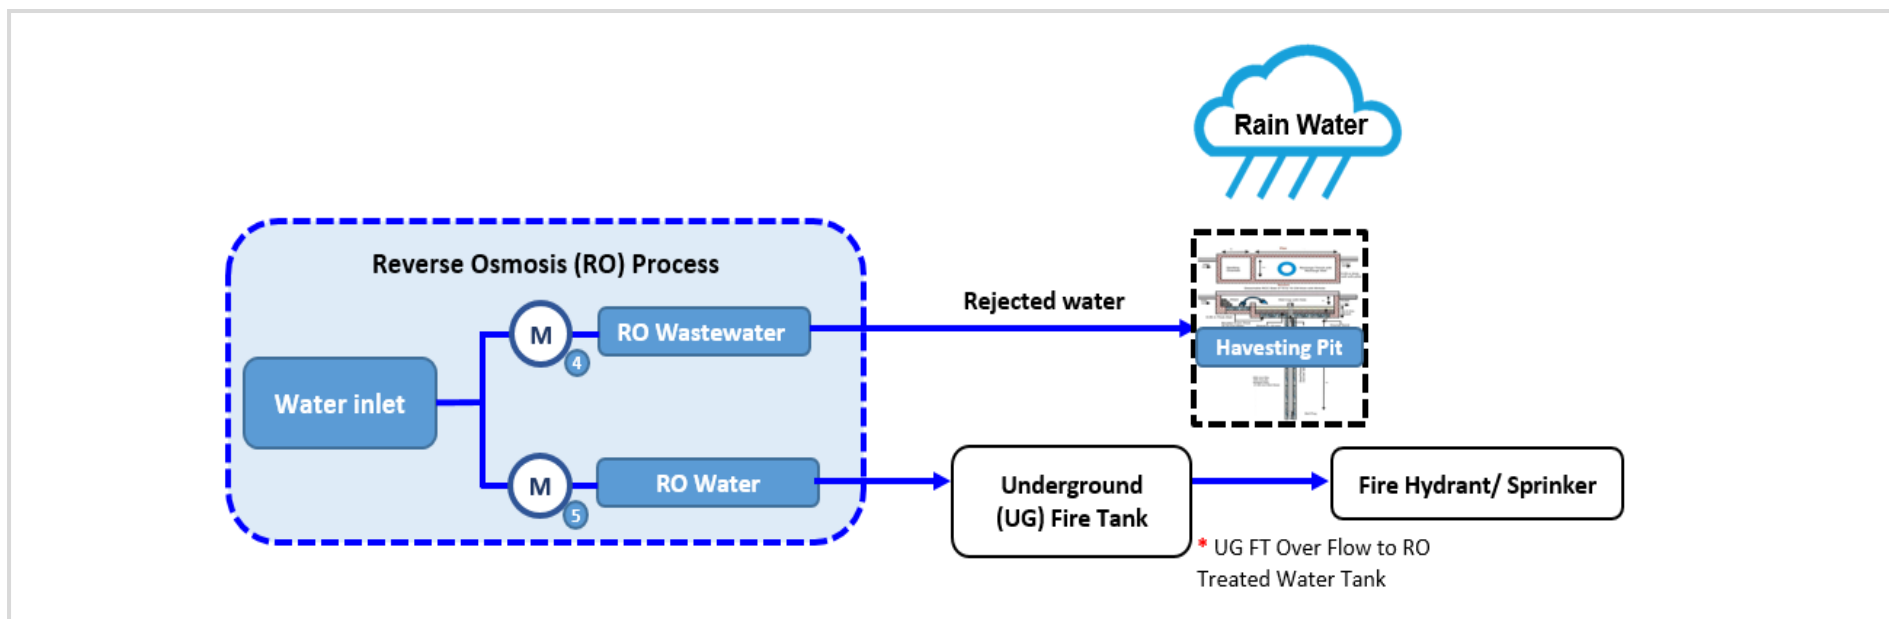 Rain Water
Reverse Osmosis (RO) Process
M
4
RO Wastewater
Rejected water
Havesting Pit
Water inlet
M
5
RO Water
Underground
(UG) Fire Tank
Fire Hydrant/ Sprinker
* UG FT Over Flow to RO
Treated Water Tank